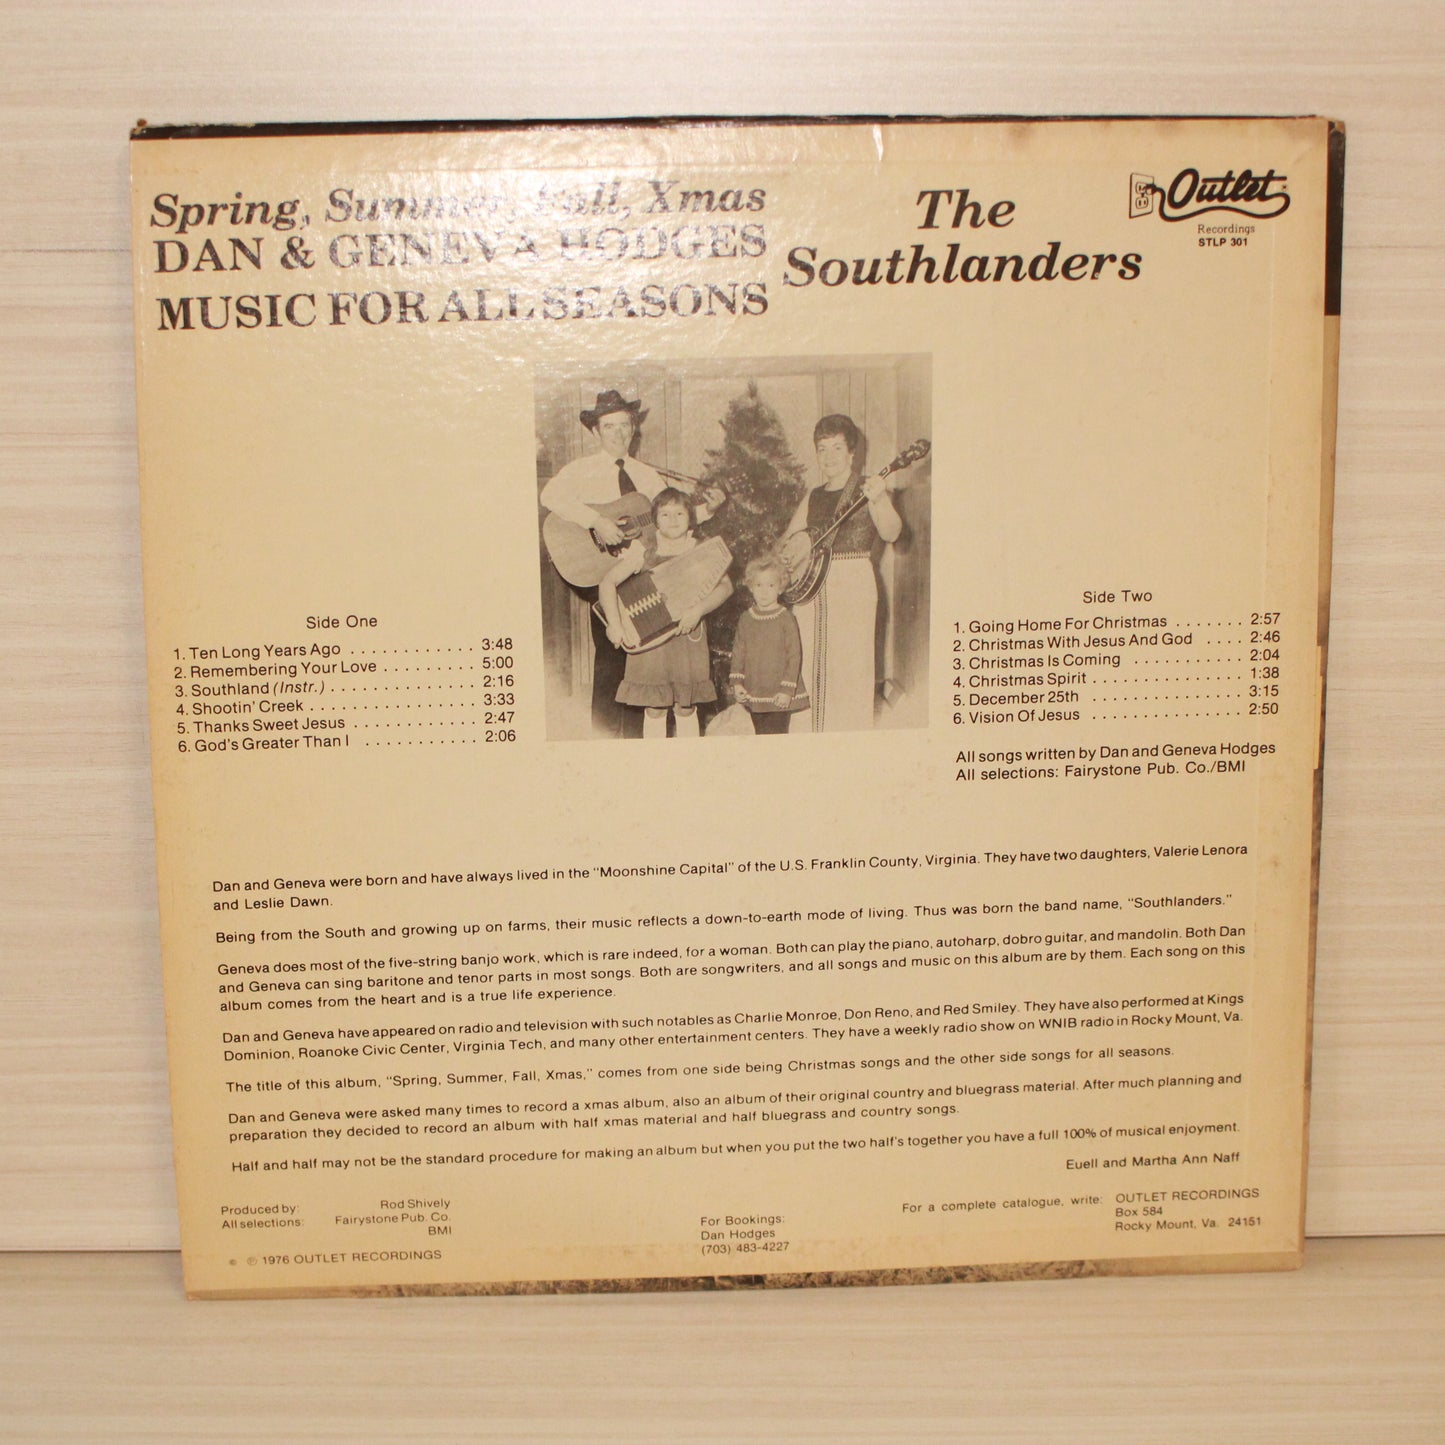 Spring, Summer, Fall, Xmas
DAN & GENEVA HODGES
MUSIC FOR ALL SEASONS
The
Southlanders
Outlet
Recordings
STLP 301
Side One
1. Ten Long Years Ago . . . . . . . . . . . . 3:48
2. Remembering Your Love . . . . . . . . . 5:00
3. Southland (Instr.) . . . . . . . . . . . . . . 2:16
4. Shootin' Creek . . . . . . . . . . . . . . . . 3:33
5. Thanks Sweet Jesus . . . . . . . . . . . . 2:47
6. God's Greater Than I . . . . . . . . . . . 2:06
Side Two
1. Going Home For Christmas . . . . . . . 2:57
2. Christmas With Jesus And God . . . . 2:46
3. Christmas Is Coming . . . . . . . . . . . 2:04
4. Christmas Spirit . . . . . . . . . . . . . . . 1:38
5. December 25th . . . . . . . . . . . . . . . 3:15
6. Vision Of Jesus . . . . . . . . . . . . . . . 2:50
All songs written by Dan and Geneva Hodges
All selections: Fairystone Pub. Co./BMI
Dan and Geneva were born and have always lived in the "Moonshine Capital" of the U.S. Franklin County, Virginia. They have two daughters, Valerie Lenora
and Leslie Dawn.
Being from the South and growing up on farms, their music reflects a down-to-earth mode of living. Thus was born the band name, "Southlanders."
Geneva does most of the five-string banjo work, which is rare indeed, for a woman. Both can play the piano, autoharp, dobro guitar, and mandolin. Both Dan
and Geneva can sing baritone and tenor parts in most songs. Both are songwriters, and all songs and music on this album are by them. Each song on this
album comes from the heart and is a true life experience.
Dan and Geneva have appeared on radio and television with such notables as Charlie Monroe, Don Reno, and Red Smiley. They have also performed at Kings
Dominion, Roanoke Civic Center, Virginia Tech, and many other entertainment centers. They have a weekly radio show on WNIB radio in Rocky Mount, Va.
The title of this album, "Spring, Summer, Fall, Xmas," comes from one side being Christmas songs and the other side songs for all seasons.
Dan and Geneva were asked many times to record a xmas album, also an album of their original country and bluegrass material. After much planning and
preparation they decided to record an album with half xmas material and half bluegrass and country songs.
Half and half may not be the standard procedure for making an album but when you put the two half's together you have a full 100% of musical enjoyment.
Euell and Martha Ann Naff
Produced by: Rod Shively
All selections: Fairystone Pub. Co.
BMI
© ℗ 1976 OUTLET RECORDINGS
For Bookings:
Dan Hodges
(703) 483-4227
For a complete catalogue, write: OUTLET RECORDINGS
Box 584
Rocky Mount, Va. 24151